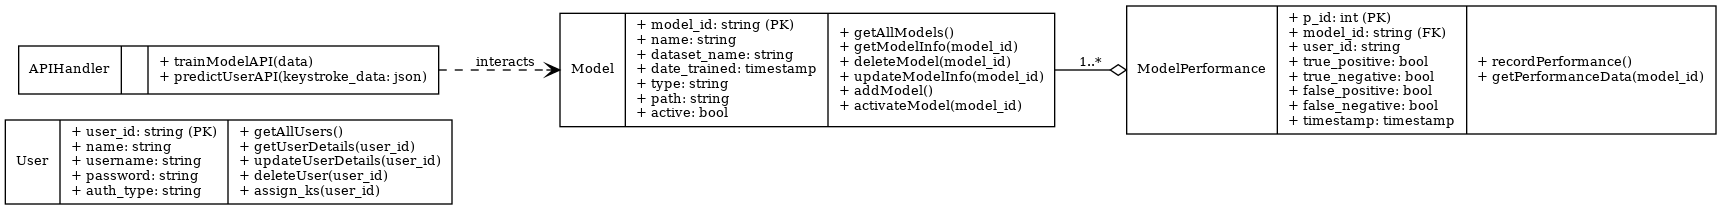 APIHandler
+ trainModelAPI(data)
+ predictUserAPI(keystroke_data: json)
interacts
Model
+ model_id: string (PK)
+ name: string
+ dataset_name: string
+ date_trained: timestamp
+ type: string
+ path: string
+ active: bool
+ getAllModels()
+ getModelInfo(model_id)
+ deleteModel(model_id)
+ updateModelInfo(model_id)
+ addModel()
+ activateModel(model_id)
1..*
ModelPerformance
+ p_id: int (PK)
+ model_id: string (FK)
+ user_id: string
+ true_positive: bool
+ true_negative: bool
+ false_positive: bool
+ false_negative: bool
+ timestamp: timestamp
+ recordPerformance()
+ getPerformanceData(model_id)
User
+ user_id: string (PK)
+ name: string
+ username: string
+ password: string
+ auth_type: string
+ getAllUsers()
+ getUserDetails(user_id)
+ updateUserDetails(user_id)
+ deleteUser(user_id)
+ assign_ks(user_id)